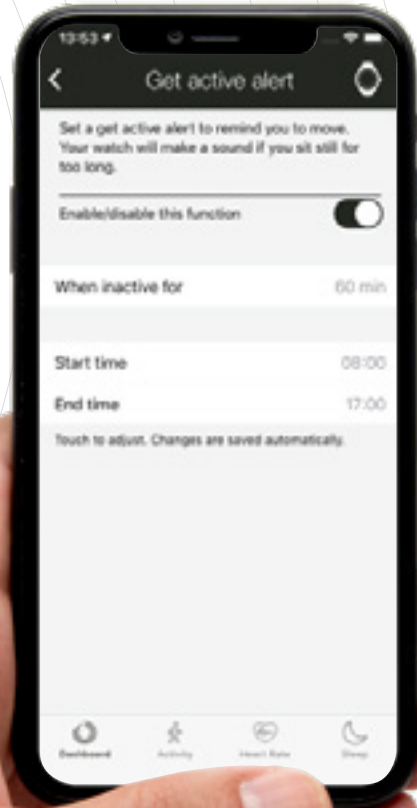 13:53
Get active alert
Set a get active alert to remind you to move.
Your watch will make a sound if you sit still for
too long.
Enable/disable this function
When inactive for 60 min
Start time 08:00
End time 17:00
Touch to adjust. Changes are saved automatically.
Dashboard Activity Heart Rate Sleep